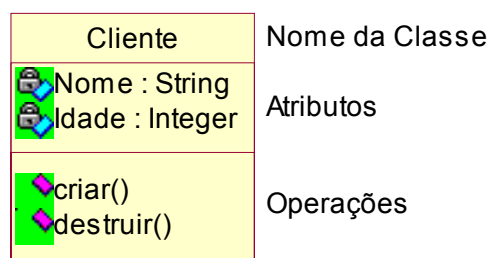 Cliente
Nome da Classe
Nome : String
Idade : Integer
Atributos
criar()
destruir()
Operações